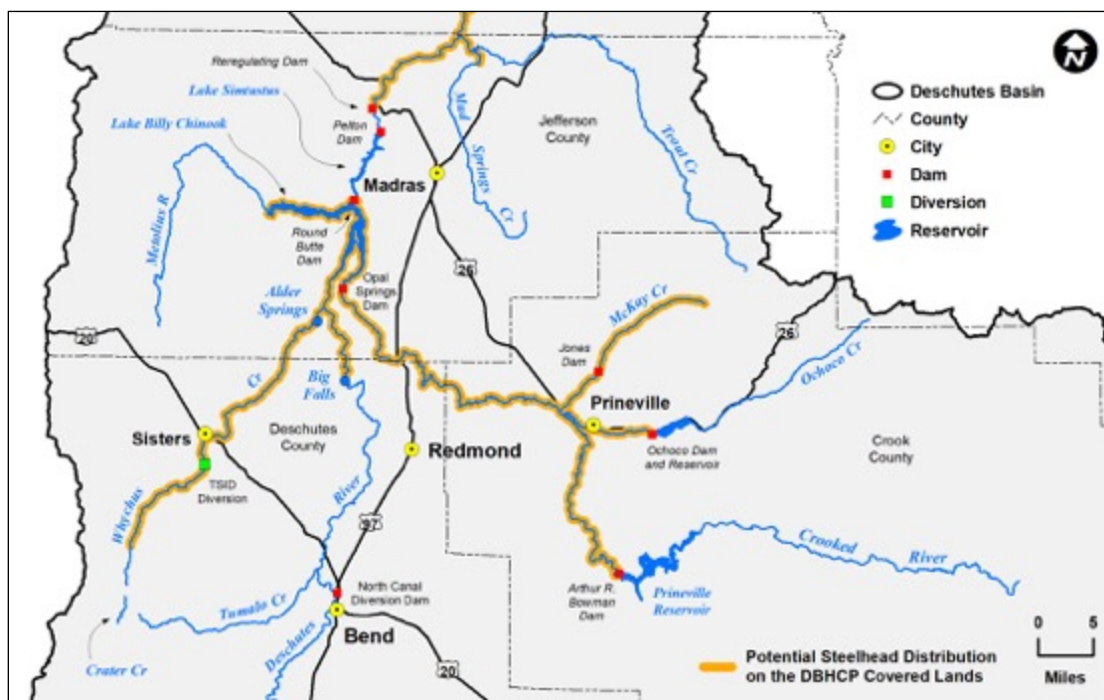 N
Deschutes Basin
County
City
Dam
Diversion
Reservoir
Reregulating Dam
Lake Simtustus
Pelton
Dam
Lake Billy Chinook
Mud
Springs
Cr
Jefferson
County
Trout Cr
Madras
Metolius R
Round
Butte
Dam
26
Opal
Springs
Dam
Alder
Springs
McKay Cr
20
Jones
Dam
26
Ochoco Cr
Cr
Big
Falls
Prineville
Sisters
Deschutes
County
Redmond
Ochoco Dam
and Reservoir
Crook
County
TSID
Diversion
River
Whychus
97
Crooked
River
North Canal
Diversion Dam
Arthur R.
Bowman
Dam
Prineville
Reservoir
Tumalo Cr
Bend
Deschutes
Crater Cr
20
0 5
Miles
Potential Steelhead Distribution
on the DBHCP Covered Lands